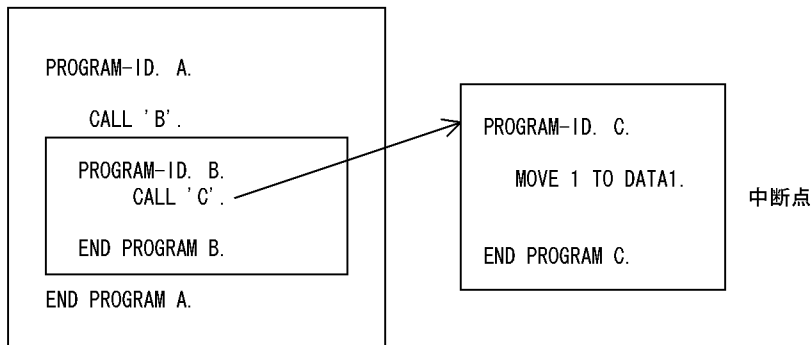 PROGRAM-ID. A.
CALL 'B'.
PROGRAM-ID. B.
CALL 'C'.
END PROGRAM B.
END PROGRAM A.
PROGRAM-ID. C.
MOVE 1 TO DATA1.
END PROGRAM C.
中断点